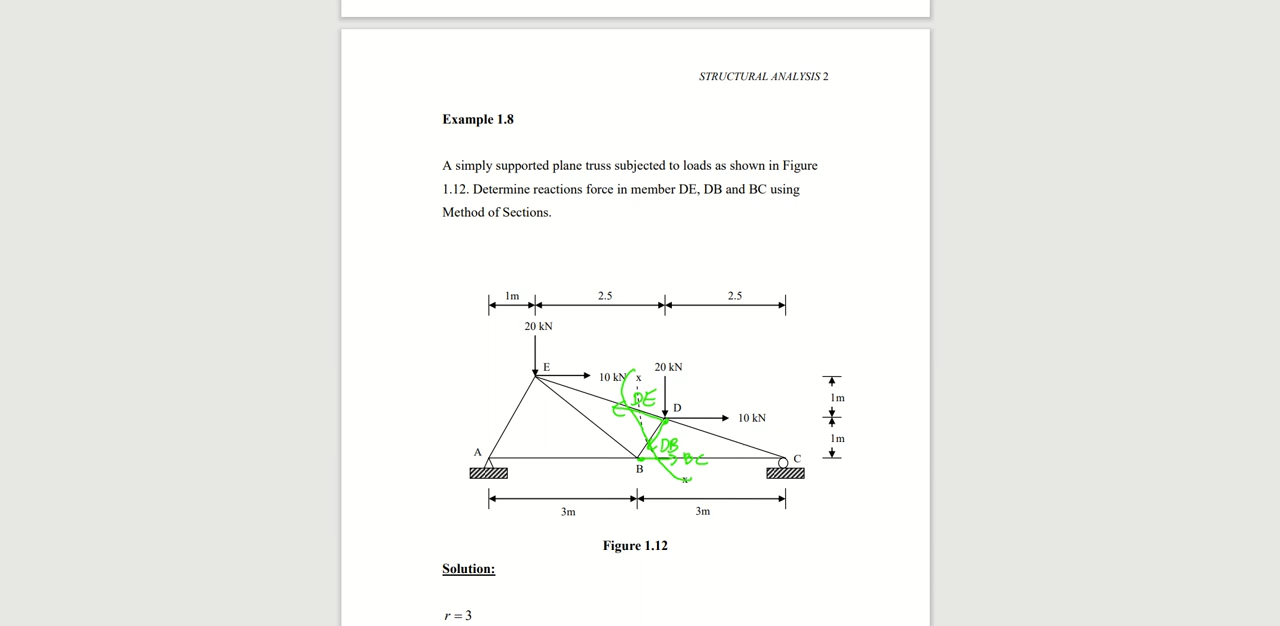 STRUCTURAL ANALYSIS 2
Example 1.8
A simply supported plane truss subjected to loads as shown in Figure
1.12. Determine reactions force in member DE, DB and BC using
Method of Sections.
1m 2.5 2.5
20 kN
E 10 kN x 20 kN
DE D
10 kN
1m
1m
A DB
BC C
B
x
3m 3m
Figure 1.12
Solution:
r = 3